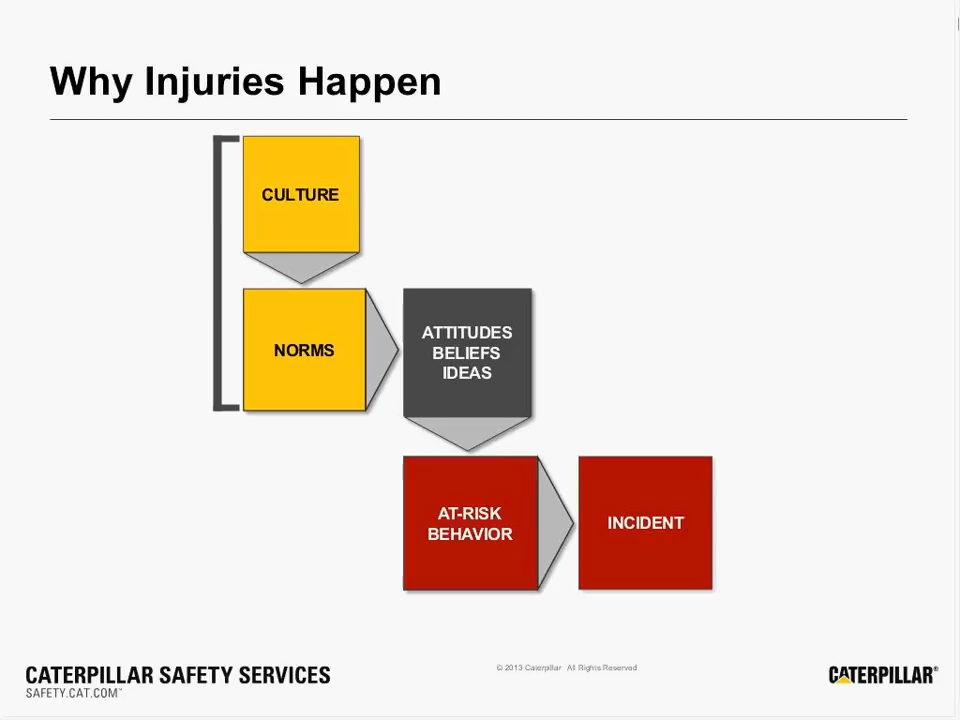 Why Injuries Happen
CULTURE
NORMS
ATTITUDES
BELIEFS
IDEAS
AT-RISK
BEHAVIOR
INCIDENT
CATERPILLAR SAFETY SERVICES
SAFETY.CAT.COM™
© 2013 Caterpillar All Rights Reserved
CATERPILLAR®